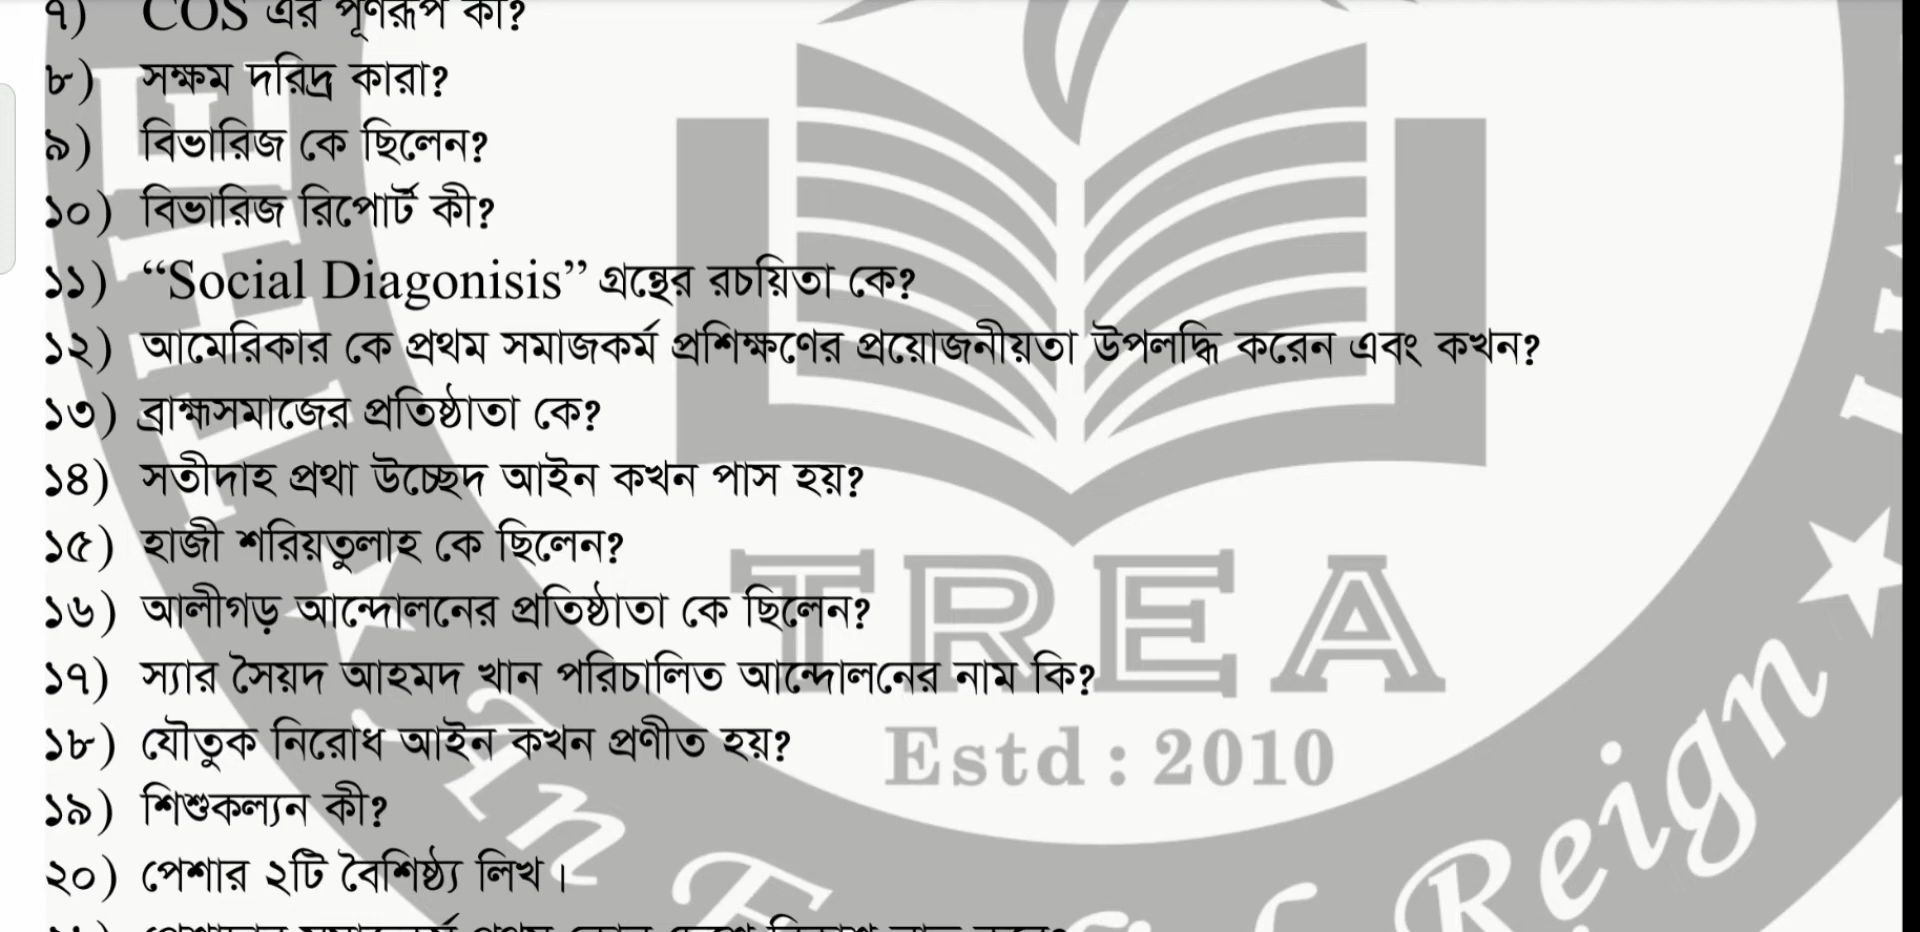 ৭) COS এর পূর্ণরূপ কী?
৮) সক্ষম দরিদ্র কারা?
৯) বিভারিজ কে ছিলেন?
১০) বিভারিজ রিপোর্ট কী?
১১) “Social Diagonisis” গ্রন্থের রচয়িতা কে?
১২) আমেরিকার কে প্রথম সমাজকর্ম প্রশিক্ষণের প্রয়োজনীয়তা উপলদ্ধি করেন এবং কখন?
১৩) ব্রাহ্মসমাজের প্রতিষ্ঠাতা কে?
১৪) সতীদাহ প্রথা উচ্ছেদ আইন কখন পাস হয়?
১৫) হাজী শরিয়তুলাহ কে ছিলেন?
১৬) আলীগড় আন্দোলনের প্রতিষ্ঠাতা কে ছিলেন?
১৭) স্যার সৈয়দ আহমদ খান পরিচালিত আন্দোলনের নাম কি?
১৮) যৌতুক নিরোধ আইন কখন প্রণীত হয়?
১৯) শিশুকল্যন কী?
২০) পেশার ২টি বৈশিষ্ঠ্য লিখ।
TREA
Estd : 2010
An
Reign